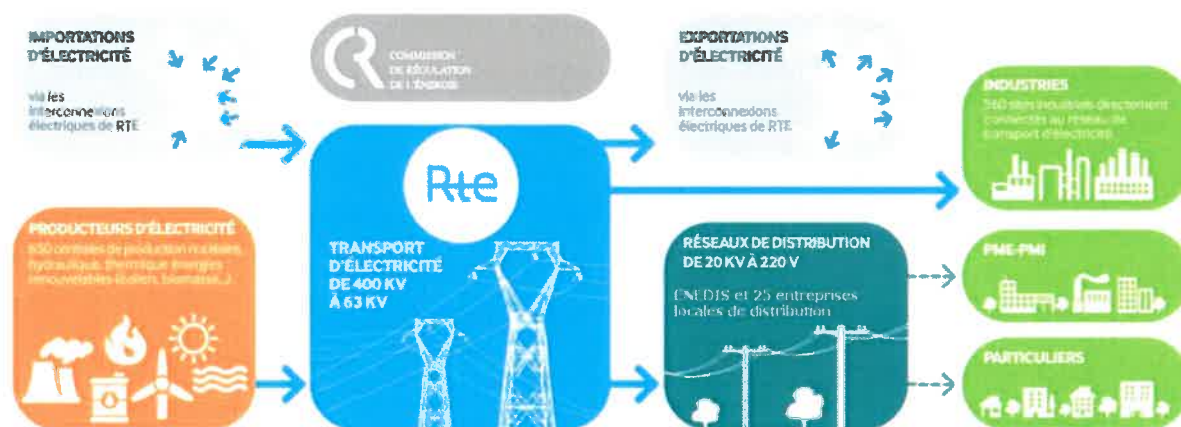 IMPORTATIONS
D'ÉLECTRICITÉ
via les
interconnexions
électriques de RTE
COMMISSION
DE RÉGULATION
DE L'ÉNERGIE
EXPORTATIONS
D'ÉLECTRICITÉ
via les
interconnexions
électriques de RTE
INDUSTRIES
560 sites industriels directement
connectés au réseau de
transport d'électricité
Rte
PRODUCTEURS D'ÉLECTRICITÉ
centrales de production nucléaire,
hydraulique, thermique énergies
renouvelables (éolien, biomasse...)
TRANSPORT
D'ÉLECTRICITÉ
DE 400 KV
À 63 KV
RÉSEAUX DE DISTRIBUTION
DE 20 KV À 220 V
ENEDIS et 25 entreprises
locales de distribution
PME-PMI
PARTICULIERS